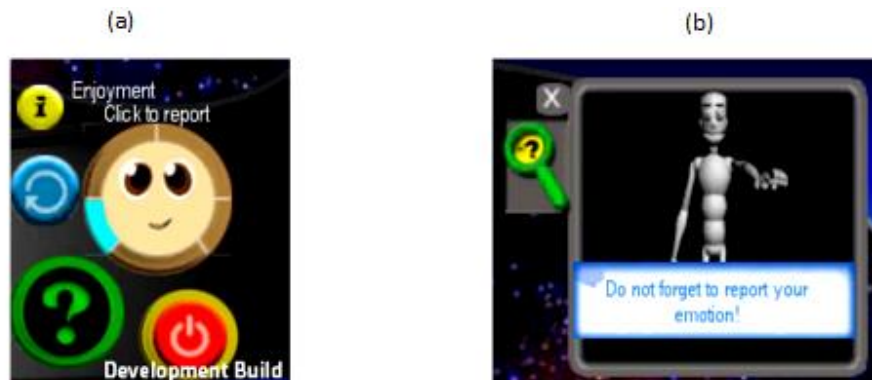 (a)
(b)
Enjoyment
Click to report
i
?
Development Build
X
?
Do not forget to report your
emotion!